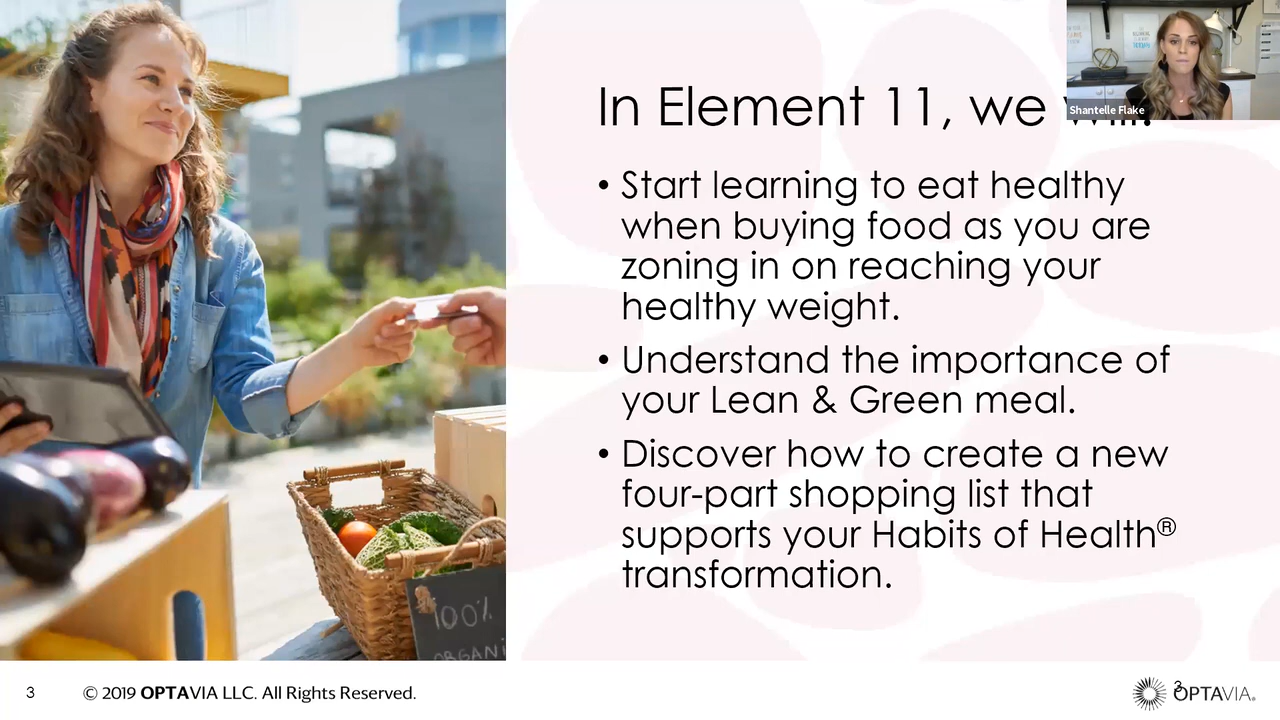 In Element 11, we will:
Shantelle Flake
• Start learning to eat healthy
when buying food as you are
zoning in on reaching your
healthy weight.
• Understand the importance of
your Lean & Green meal.
• Discover how to create a new
four-part shopping list that
supports your Habits of Health®
transformation.
100%
ORGANI
3
© 2019 OPTAVIA LLC. All Rights Reserved.
3
OPTAVIA®